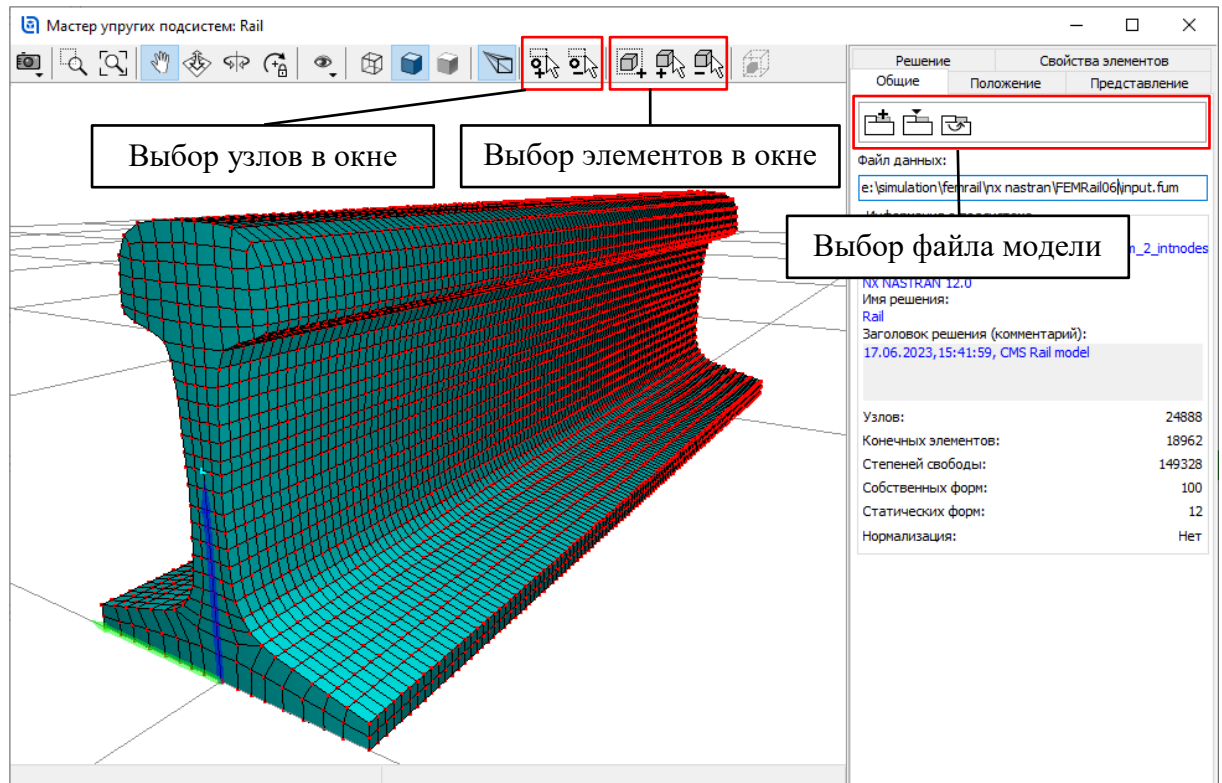 Мастер упругих подсистем: Rail
Решение
Свойства элементов
Общие
Положение
Представление
Выбор узлов в окне
Выбор элементов в окне
Файл данных:
e:\simulation\femrail\nx nastran\FEMRail06\input.fum
Выбор файла модели
m_2_intnodes
NX NASTRAN 12.0
Имя решения:
Rail
Заголовок решения (комментарий):
17.06.2023,15:41:59, CMS Rail model
Узлов: 24888
Конечных элементов: 18962
Степеней свободы: 149328
Собственных форм: 100
Статических форм: 12
Нормализация: Нет